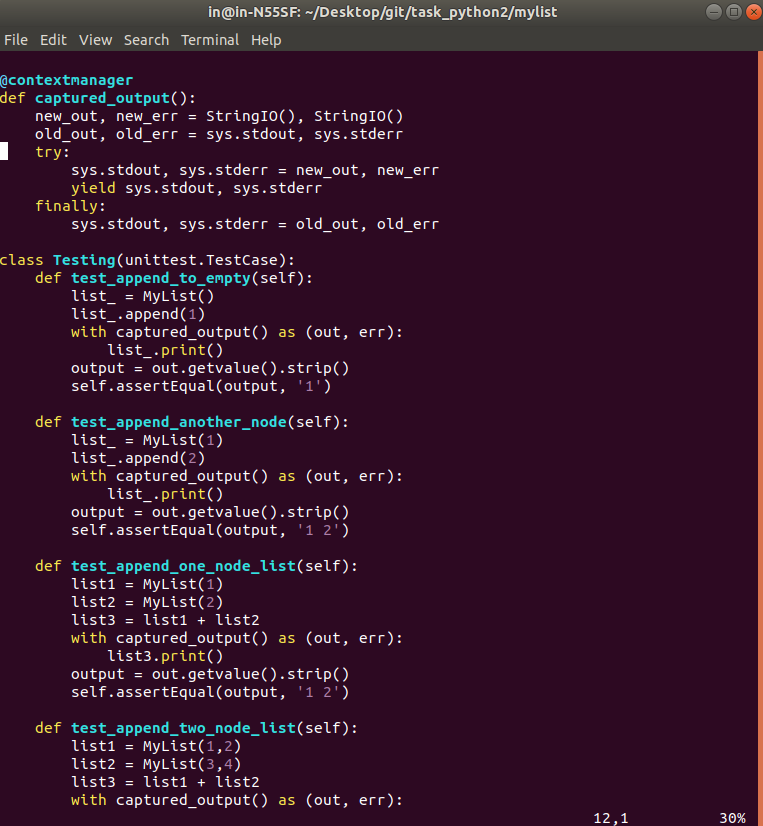 in@in-N55SF: ~/Desktop/git/task_python2/mylist
File Edit View Search Terminal Help
@contextmanager
def captured_output():
    new_out, new_err = StringIO(), StringIO()
    old_out, old_err = sys.stdout, sys.stderr
    try:
        sys.stdout, sys.stderr = new_out, new_err
        yield sys.stdout, sys.stderr
    finally:
        sys.stdout, sys.stderr = old_out, old_err

class Testing(unittest.TestCase):
    def test_append_to_empty(self):
        list_ = MyList()
        list_.append(1)
        with captured_output() as (out, err):
            list_.print()
        output = out.getvalue().strip()
        self.assertEqual(output, '1')

    def test_append_another_node(self):
        list_ = MyList(1)
        list_.append(2)
        with captured_output() as (out, err):
            list_.print()
        output = out.getvalue().strip()
        self.assertEqual(output, '1 2')

    def test_append_one_node_list(self):
        list1 = MyList(1)
        list2 = MyList(2)
        list3 = list1 + list2
        with captured_output() as (out, err):
            list3.print()
        output = out.getvalue().strip()
        self.assertEqual(output, '1 2')

    def test_append_two_node_list(self):
        list1 = MyList(1,2)
        list2 = MyList(3,4)
        list3 = list1 + list2
        with captured_output() as (out, err):
12,1 30%